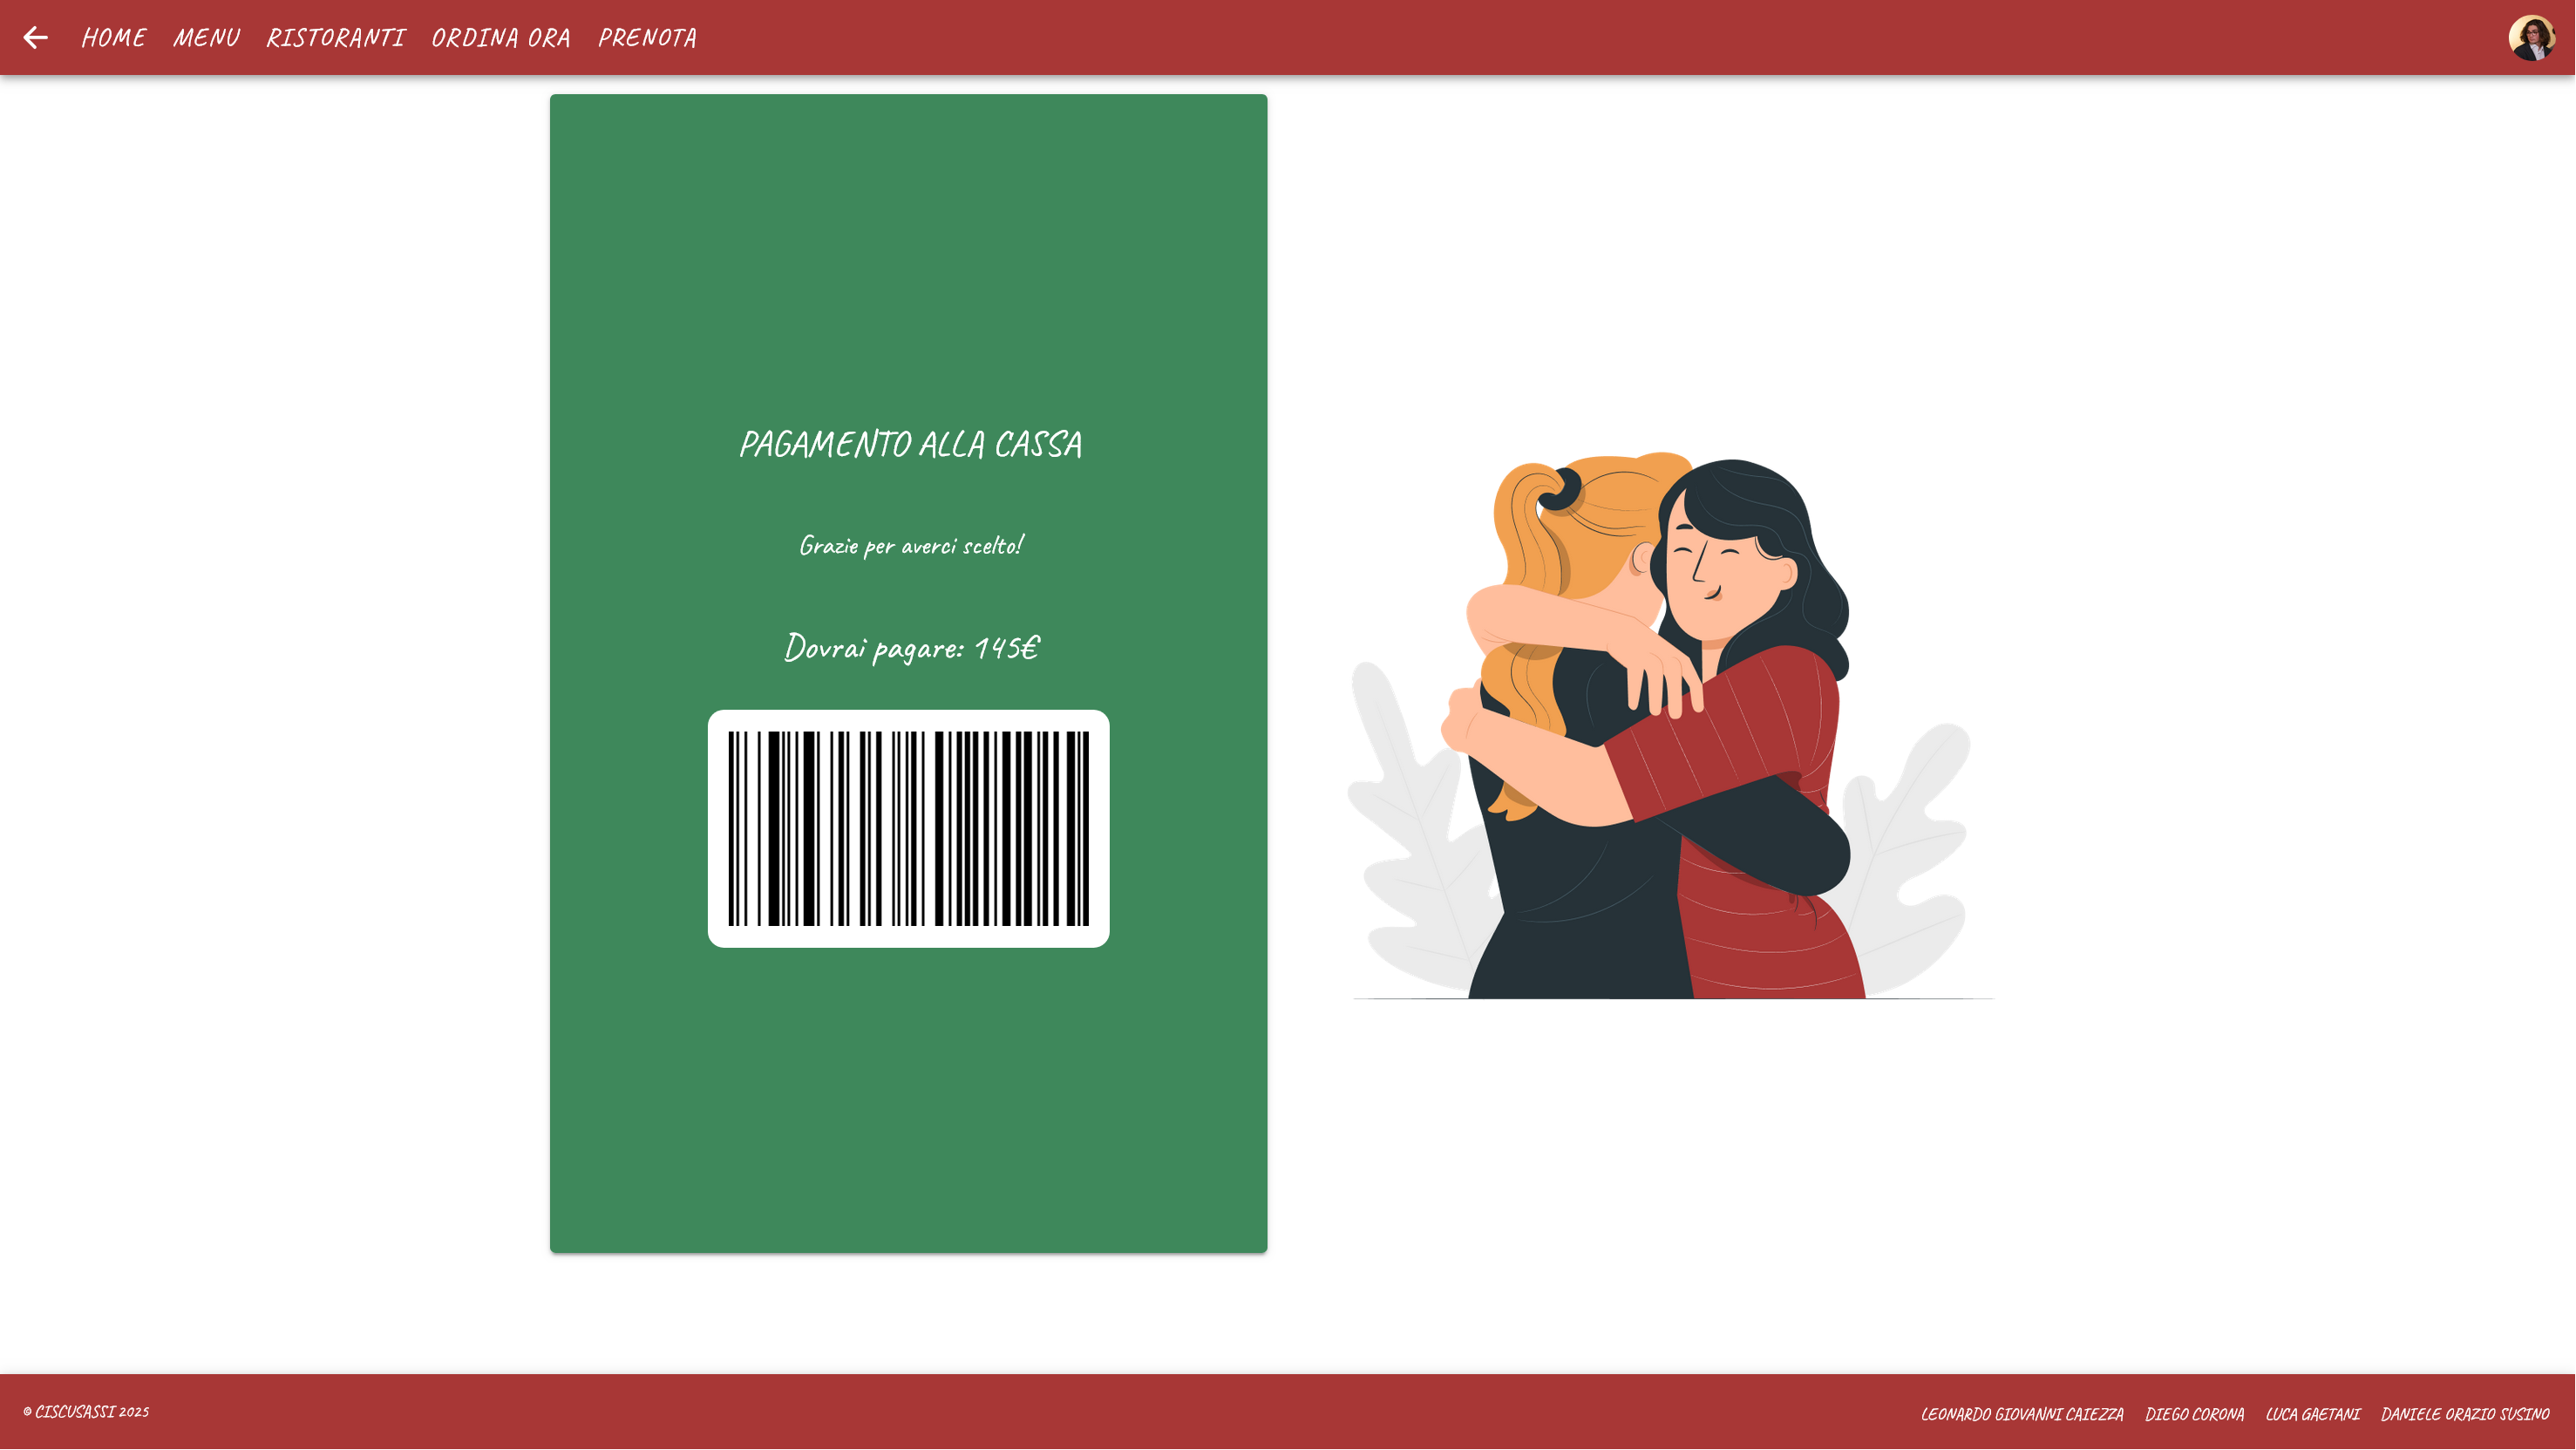 HOME MENU RISTORANTI ORDINA ORA PRENOTA
PAGAMENTO ALLA CASSA
Grazie per averci scelto!
Dovrai pagare: 145€
© CISCUSASSI 2025
LEONARDO GIOVANNI CAIEZZA DIEGO CORONA LUCA GAETANI DANIELE ORAZIO SUSINO